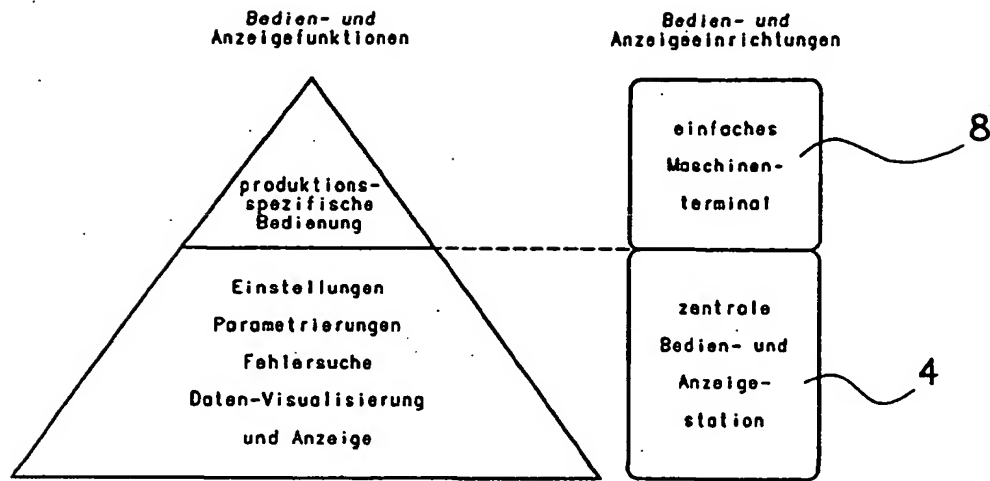 Bedien- und
Anzeigefunktionen
Bedien- und
Anzeigeeinrichtungen
produktions-
spezifische
Bedienung
Einstellungen
Parametrierungen
Fehlersuche
Daten-Visualisierung
und Anzeige
einfaches
Maschinen-
terminal
8
zentrale
Bedien- und
Anzeige-
station
4